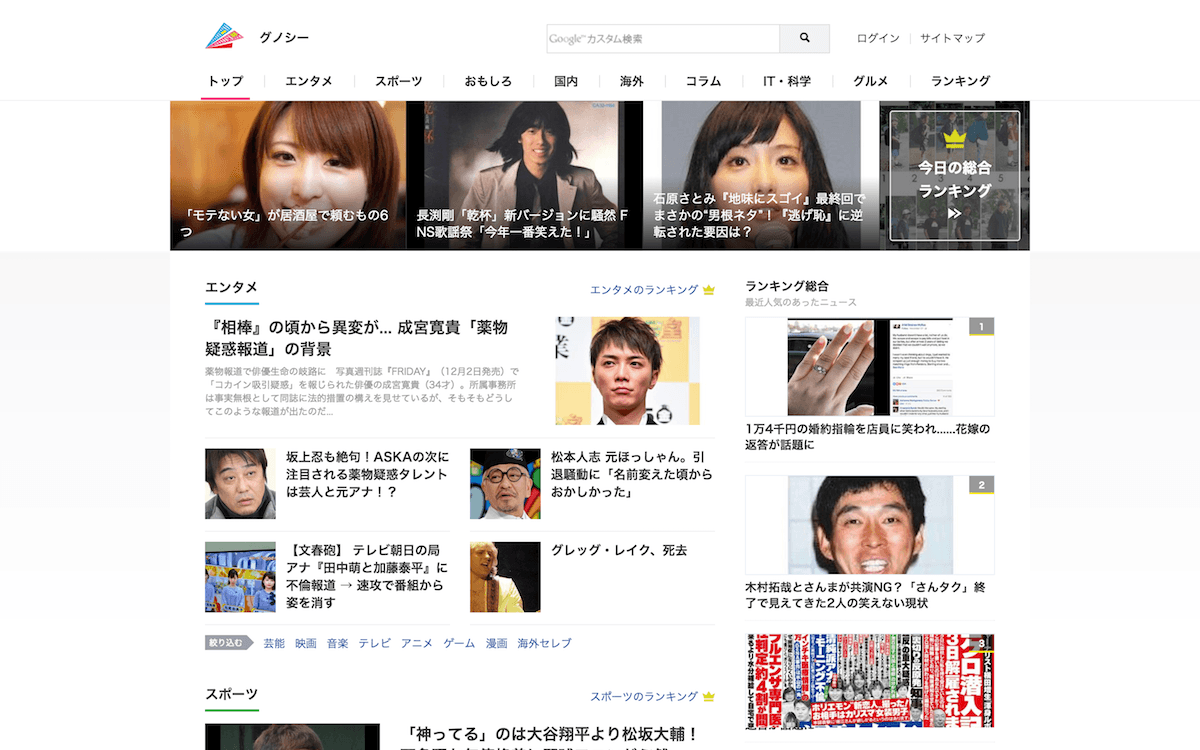 グノシー
Google™カスタム検索
ログイン
サイトマップ
トップ
エンタメ
スポーツ
おもしろ
国内
海外
コラム
IT・科学
グルメ
ランキング
「モテない女」が居酒屋で頼むもの6
つ
長渕剛「乾杯」新バージョンに騒然 F
NS歌謡祭「今年一番笑えた！」
石原さとみ『地味にスゴイ』最終回で
まさかの"男根ネタ"！『逃げ恥』に逆
転された要因は？
今日の総合
ランキング
エンタメ
エンタメのランキング
『相棒』の頃から異変が... 成宮寛貴「薬物
疑惑報道」の背景
薬物報道で俳優生命の岐路に　写真週刊誌『FRIDAY』（12月2日発売）で
「コカイン吸引疑惑」を報じられた俳優の成宮寛貴（34才）。所属事務所
は事実無根として同誌に法的措置の構えを見せているが、そもそもどうし
てこのような報道が出たのだ...
坂上忍も絶句！ASKAの次に
注目される薬物疑惑タレント
は芸人と元アナ！？
松本人志 元ほっしゃん。引
退騒動に「名前変えた頃から
おかしかった」
【文春砲】 テレビ朝日の局
アナ『田中萌と加藤泰平』に
不倫報道 → 速攻で番組から
姿を消す
グレッグ・レイク、死去
絞り込む
芸能
映画
音楽
テレビ
アニメ
ゲーム
漫画
海外セレブ
スポーツ
スポーツのランキング
「神ってる」のは大谷翔平より松坂大輔！
ランキング総合
最近人気のあったニュース
1
1万4千円の婚約指輪を店員に笑われ……花嫁の
返答が話題に
2
木村拓哉とさんまが共演NG？「さんタク」終
了で見えてきた2人の笑えない現状
3